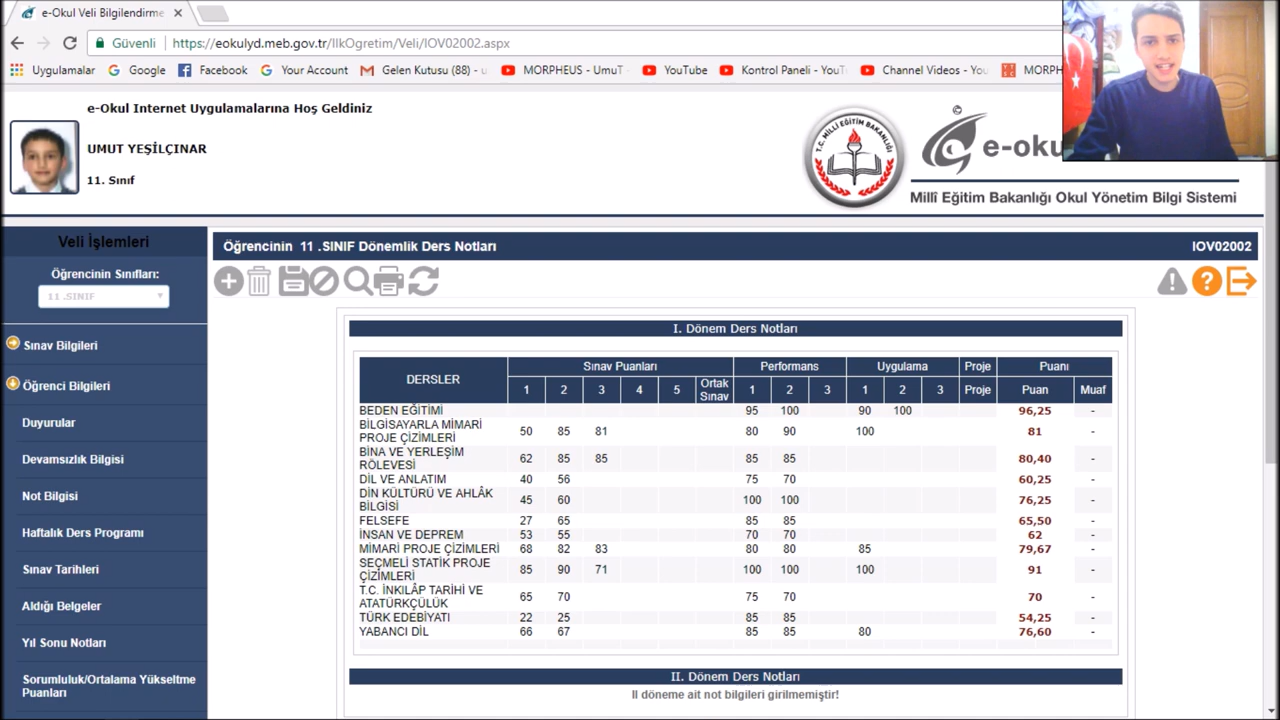 e-Okul Veli Bilgilendirme
Güvenli https://eokulyd.meb.gov.tr/IlkOgretim/Veli/IOV02002.aspx
Uygulamalar Google Facebook Your Account Gelen Kutusu (886 - u MORPHEUS - UmuT YouTube Kontrol Paneli - YouT Channel Videos - You MORPH
e-Okul Internet Uygulamalarına Hoş Geldiniz
UMUT YEŞİLÇINAR
11. Sınıf
T.C. MİLLİ EĞİTİM BAKANLIĞI
e-oku
Millî Eğitim Bakanlığı Okul Yönetim Bilgi Sistemi
Veli İşlemleri
Öğrencinin Sınıfları:
11 .SINIF
Sınav Bilgileri
Öğrenci Bilgileri
Duyurular
Devamsızlık Bilgisi
Not Bilgisi
Haftalık Ders Programı
Sınav Tarihleri
Aldığı Belgeler
Yıl Sonu Notları
Sorumluluk/Ortalama Yükseltme
Puanları
Öğrencinin 11 .SINIF Dönemlik Ders Notları IOV02002
I. Dönem Ders Notları
DERSLER Sınav Puanları Performans Uygulama Proje Puanı
1 2 3 4 5 Ortak Sınav 1 2 3 1 2 3 Proje Puan Muaf
BEDEN EĞİTİMİ 95 100 90 100 96,25 -
BİLGİSAYARLA MİMARİ
PROJE ÇİZİMLERİ 50 85 81 80 90 100 81 -
BİNA VE YERLEŞİM
RÖLEVESİ 62 85 85 85 85 80,40 -
DİL VE ANLATIM 40 56 75 70 60,25 -
DİN KÜLTÜRÜ VE AHLÂK
BİLGİSİ 45 60 100 100 76,25 -
FELSEFE 27 65 85 85 65,50 -
İNSAN VE DEPREM 53 55 70 70 62 -
MİMARİ PROJE ÇİZİMLERİ 68 82 83 80 80 85 79,67 -
SEÇMELİ STATİK PROJE
ÇİZİMLERİ 85 90 71 100 100 100 91 -
T.C. İNKILÂP TARİHİ VE
ATATÜRKÇÜLÜK 65 70 75 70 70 -
TÜRK EDEBİYATI 22 25 85 85 54,25 -
YABANCI DİL 66 67 85 85 80 76,60 -
II. Dönem Ders Notları
II döneme ait not bilgileri girilmemiştir!